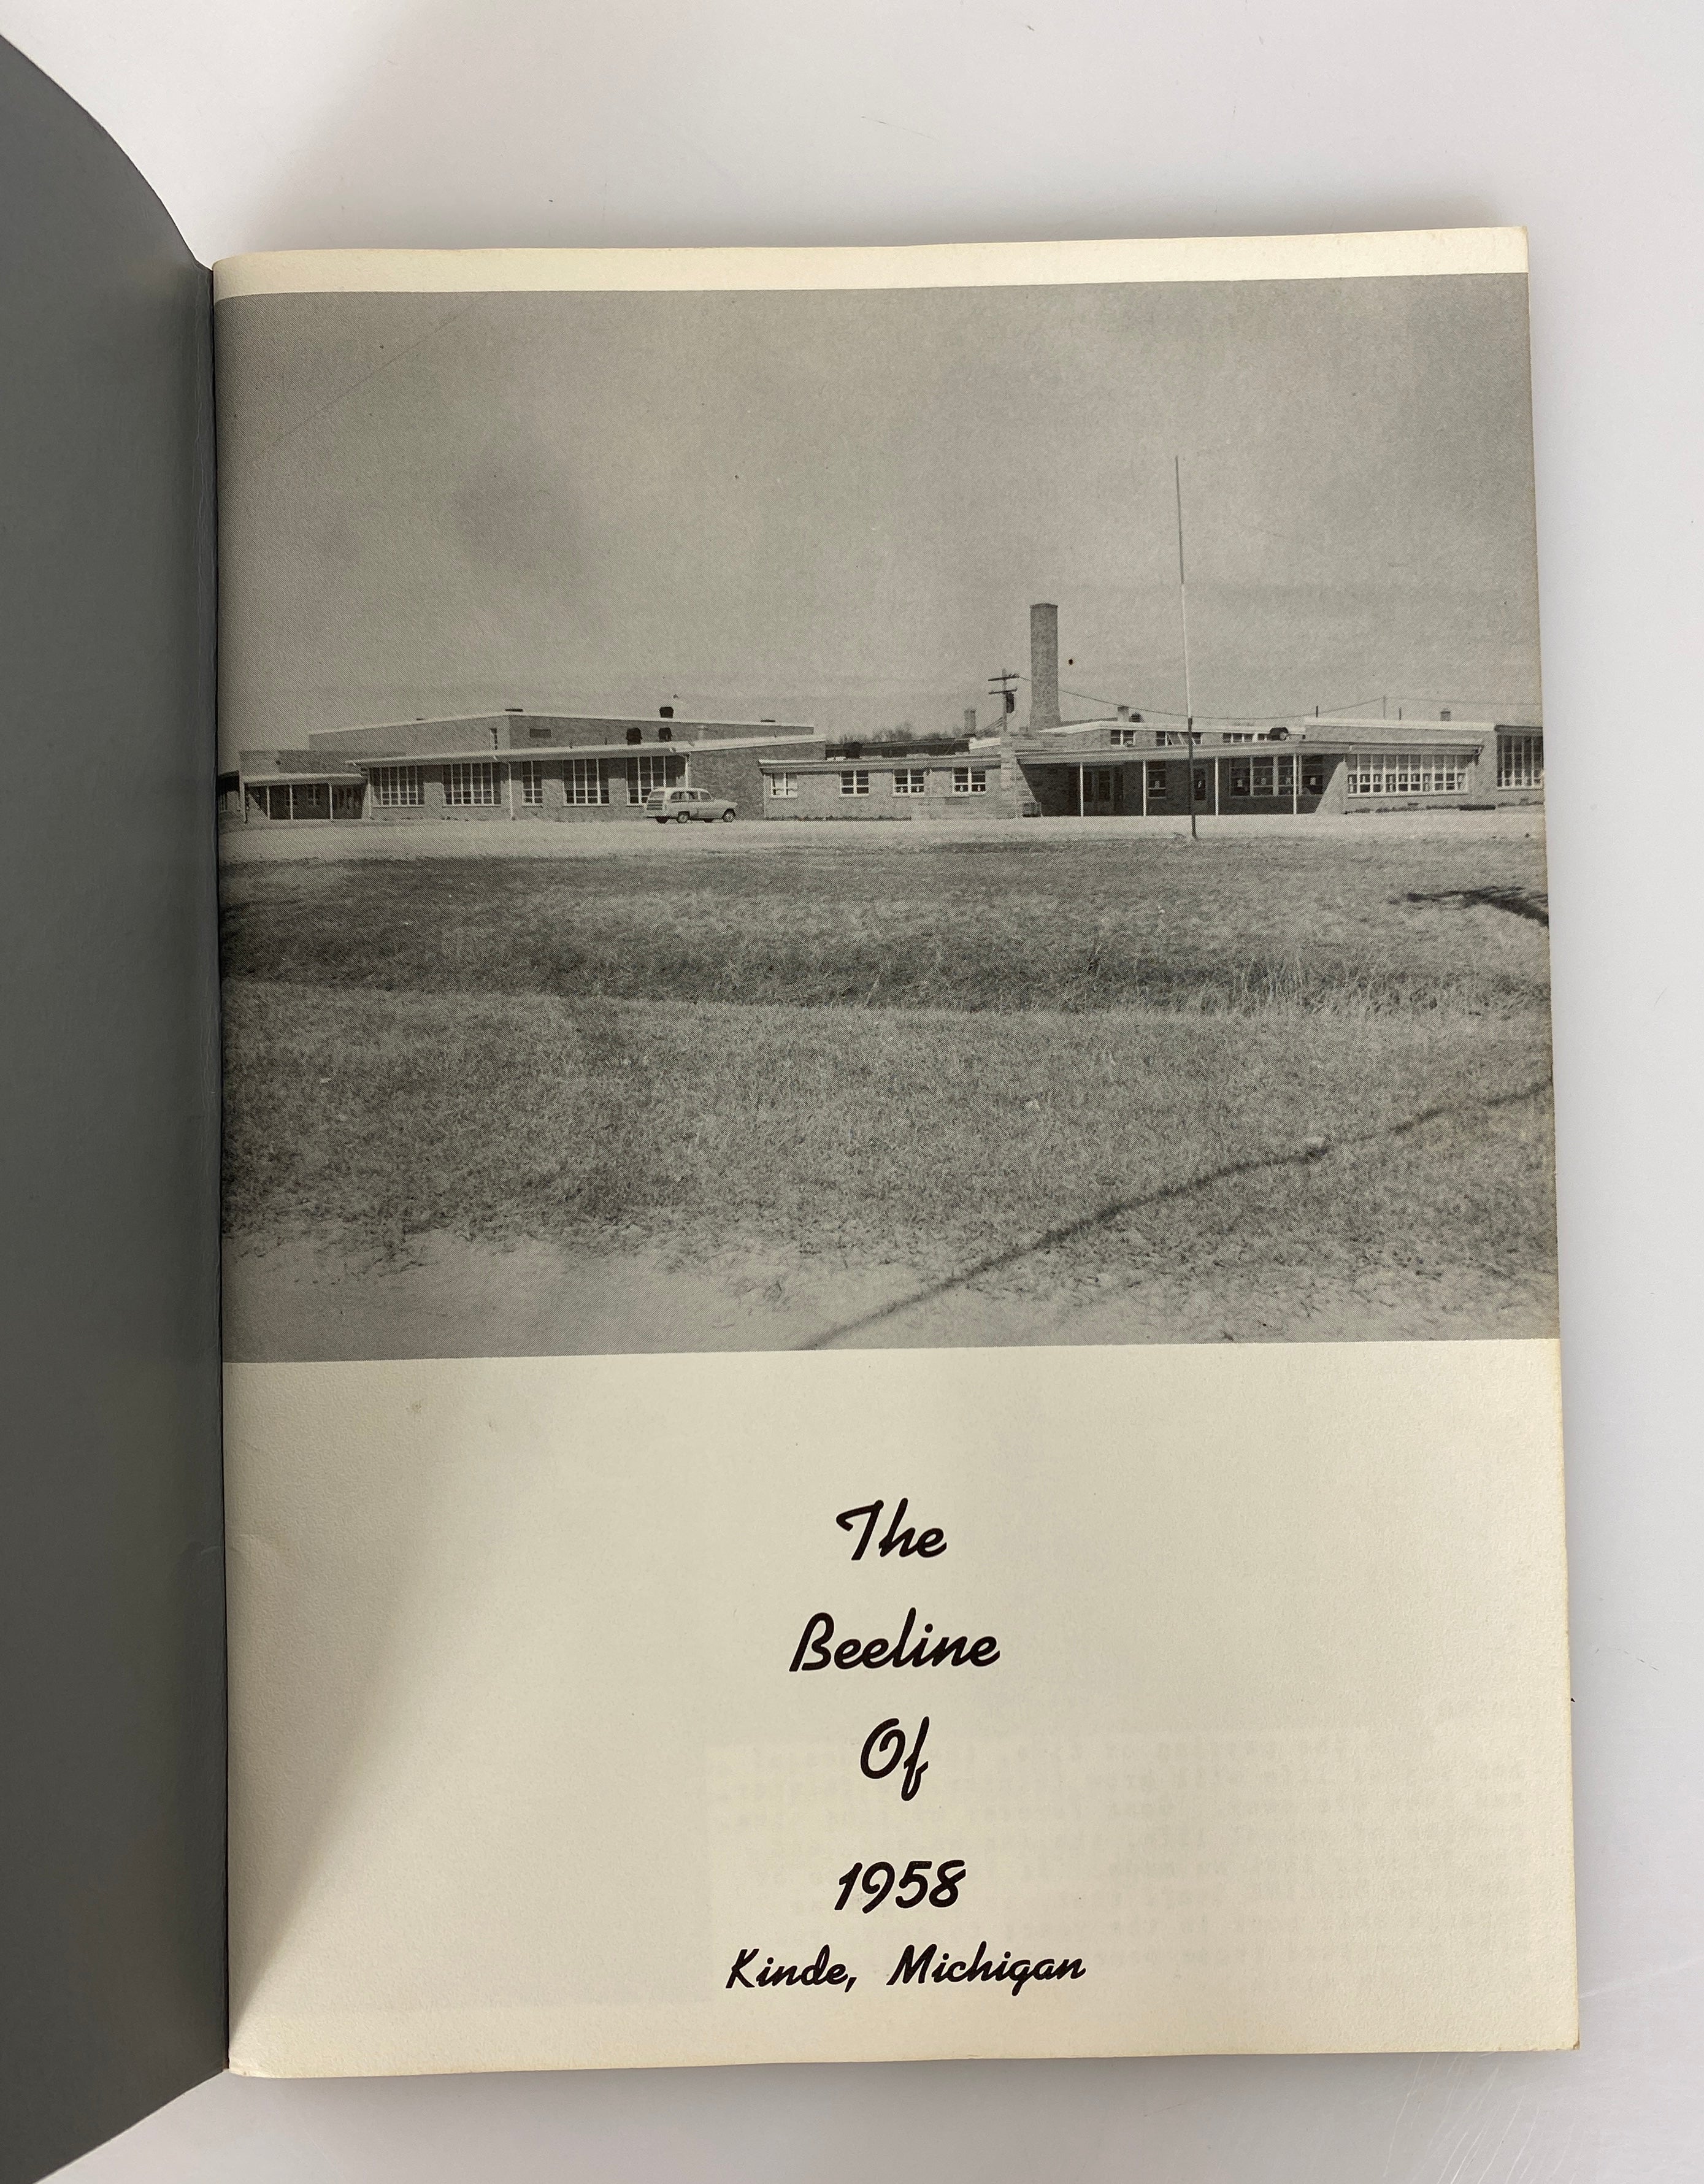 The
Beeline
Of
1958
Kinde, Michigan